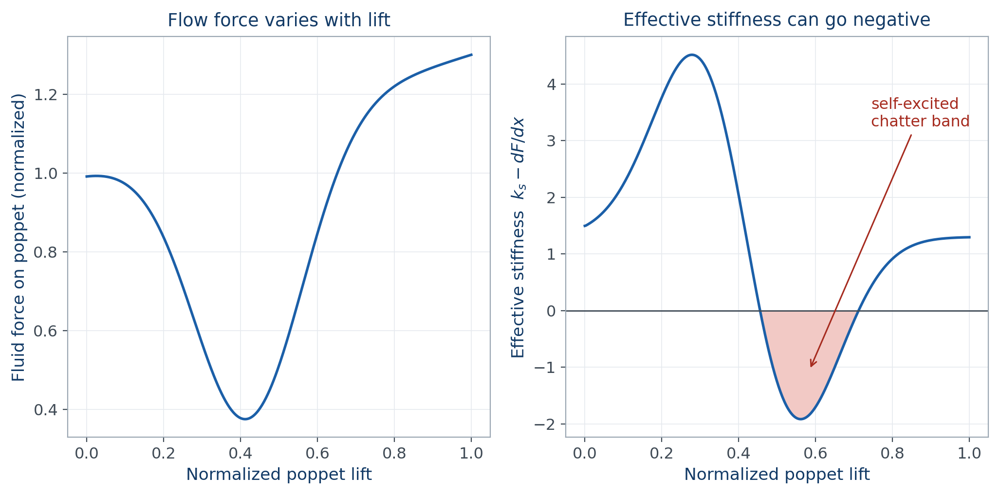 Flow force varies with lift
Fluid force on poppet (normalized)
1.2
1.0
0.8
0.6
0.4
0.0 0.2 0.4 0.6 0.8 1.0
Normalized poppet lift
Effective stiffness can go negative
Effective stiffness kₛ − dF/dx
4
3
2
1
0
−1
−2
self-excited
chatter band
0.0 0.2 0.4 0.6 0.8 1.0
Normalized poppet lift